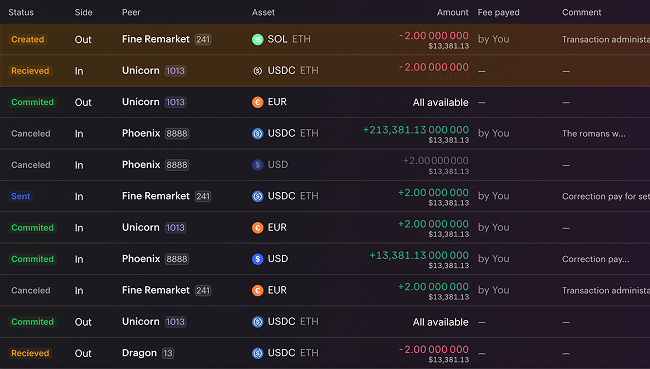 Status Side Peer Asset Amount Fee payed Comment
Created Out Fine Remarket 241 SOL ETH -2.00 000 000 by You Transaction administa
$13,381.13
Recieved In Unicorn 1013 USDC ETH -2.00 000 000 — —
$13,381.13
Commited Out Unicorn 1013 EUR All available — —
Canceled In Phoenix 8888 USDC ETH +213,381.13 000 000 by You The romans w...
$13,381.13
Canceled In Phoenix 8888 USD +2.00000000 —
$13,381.13
Sent In Fine Remarket 241 USDC ETH +2.00 000 000 by You Correction pay for set
$13,381.13
Commited In Unicorn 1013 EUR +2.00 000 000 by You —
$13,381.13
Commited In Phoenix 8888 USD +13,381.13 000 000 by You Correction pay...
$13,381.13
Canceled In Fine Remarket 241 EUR +2.00 000 000 by You Transaction administa
$13,381.13
Commited Out Unicorn 1013 USDC ETH All available — —
Recieved Out Dragon 13 USDC ETH -2.00 000 000 — —
$13,381.13